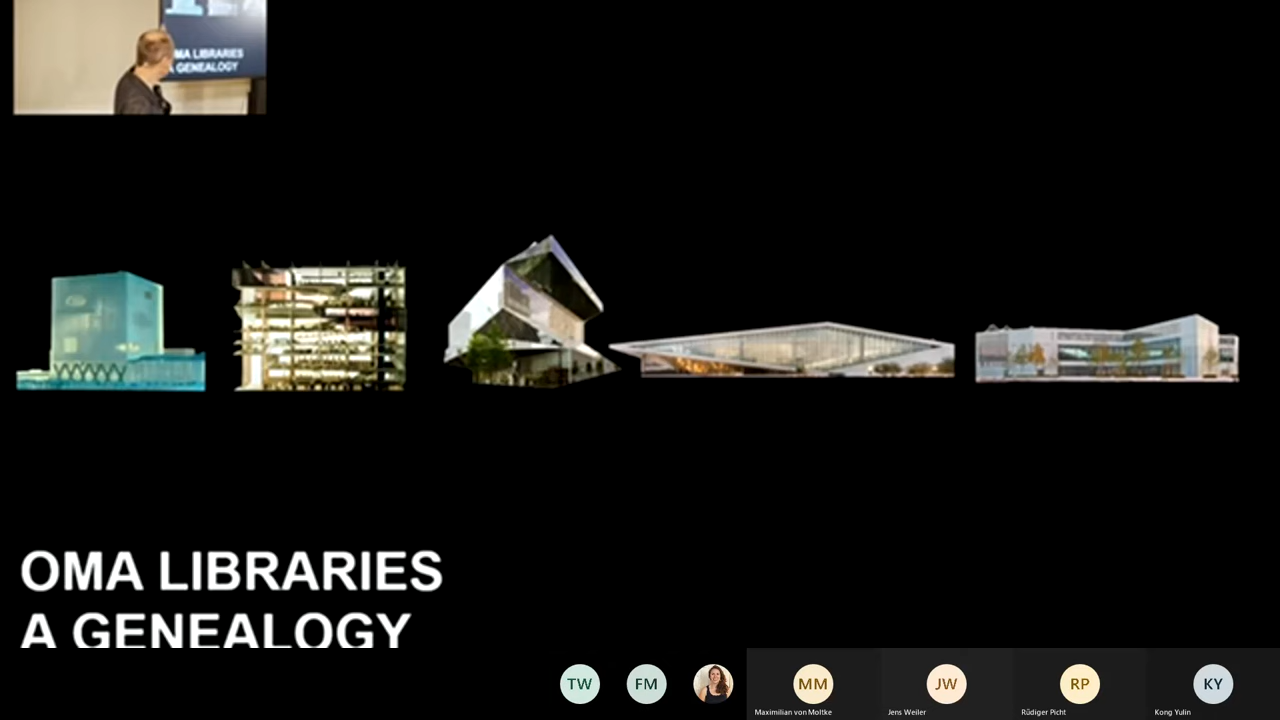 MA LIBRARIES
A GENEALOGY
OMA LIBRARIES
A GENEALOGY
TW
FM
MM
JW
RP
KY
Maximilian von Moltke
Jens Weiler
Rüdiger Picht
Kong Yulin